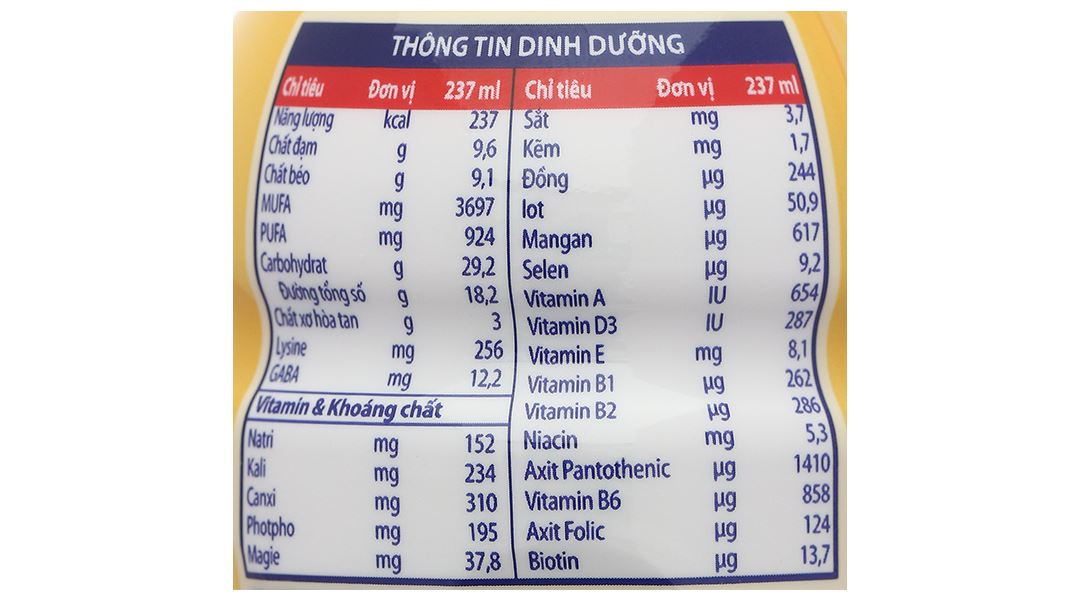 THÔNG TIN DINH DƯỠNG
Chỉ tiêu Đơn vị 237 ml
Năng lượng kcal 237
Chất đạm g 9,6
Chất béo g 9,1
MUFA mg 3697
PUFA mg 924
Carbohydrat g 29,2
Đường tổng số g 18,2
Chất xơ hòa tan g 3
Lysine mg 256
GABA mg 12,2
Vitamin & Khoáng chất
Natri mg 152
Kali mg 234
Canxi mg 310
Photpho mg 195
Magie mg 37,8
Chỉ tiêu Đơn vị 237 ml
Sắt mg 3,7
Kẽm mg 1,7
Đồng µg 244
Iot µg 50,9
Mangan µg 617
Selen µg 9,2
Vitamin A IU 654
Vitamin D3 IU 287
Vitamin E mg 8,1
Vitamin B1 µg 262
Vitamin B2 µg 286
Niacin mg 5,3
Axit Pantothenic µg 1410
Vitamin B6 µg 858
Axit Folic µg 124
Biotin µg 13,7